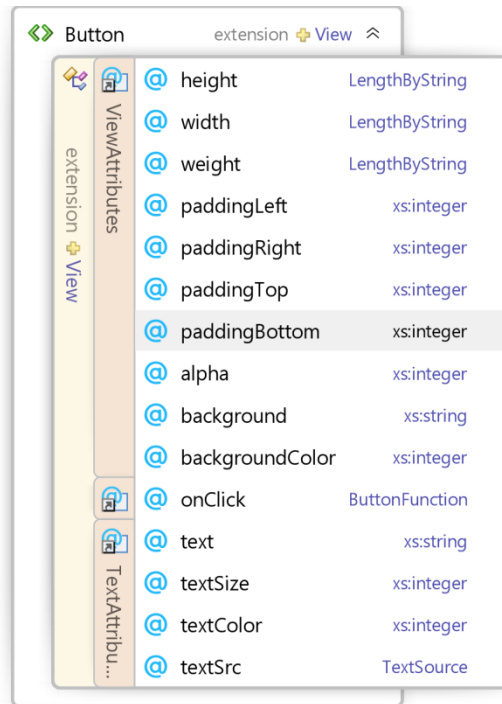 Button extension View
extension View
ViewAttributes
height LengthByString
width LengthByString
weight LengthByString
paddingLeft xs:integer
paddingRight xs:integer
paddingTop xs:integer
paddingBottom xs:integer
alpha xs:integer
background xs:string
backgroundColor xs:integer
onClick ButtonFunction
TextAttribu...
text xs:string
textSize xs:integer
textColor xs:integer
textSrc TextSource